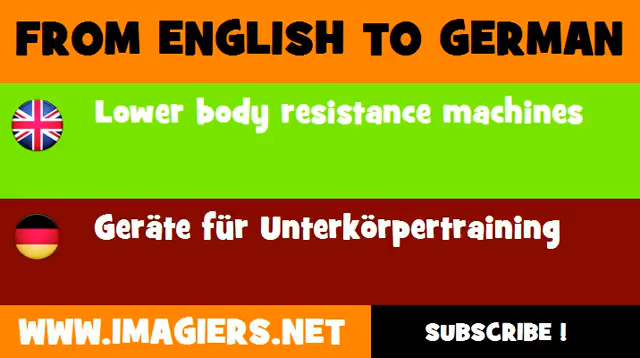 FROM ENGLISH TO GERMAN
Lower body resistance machines
Geräte für Unterkörpertraining
WWW.IMAGIERS.NET
SUBSCRIBE !